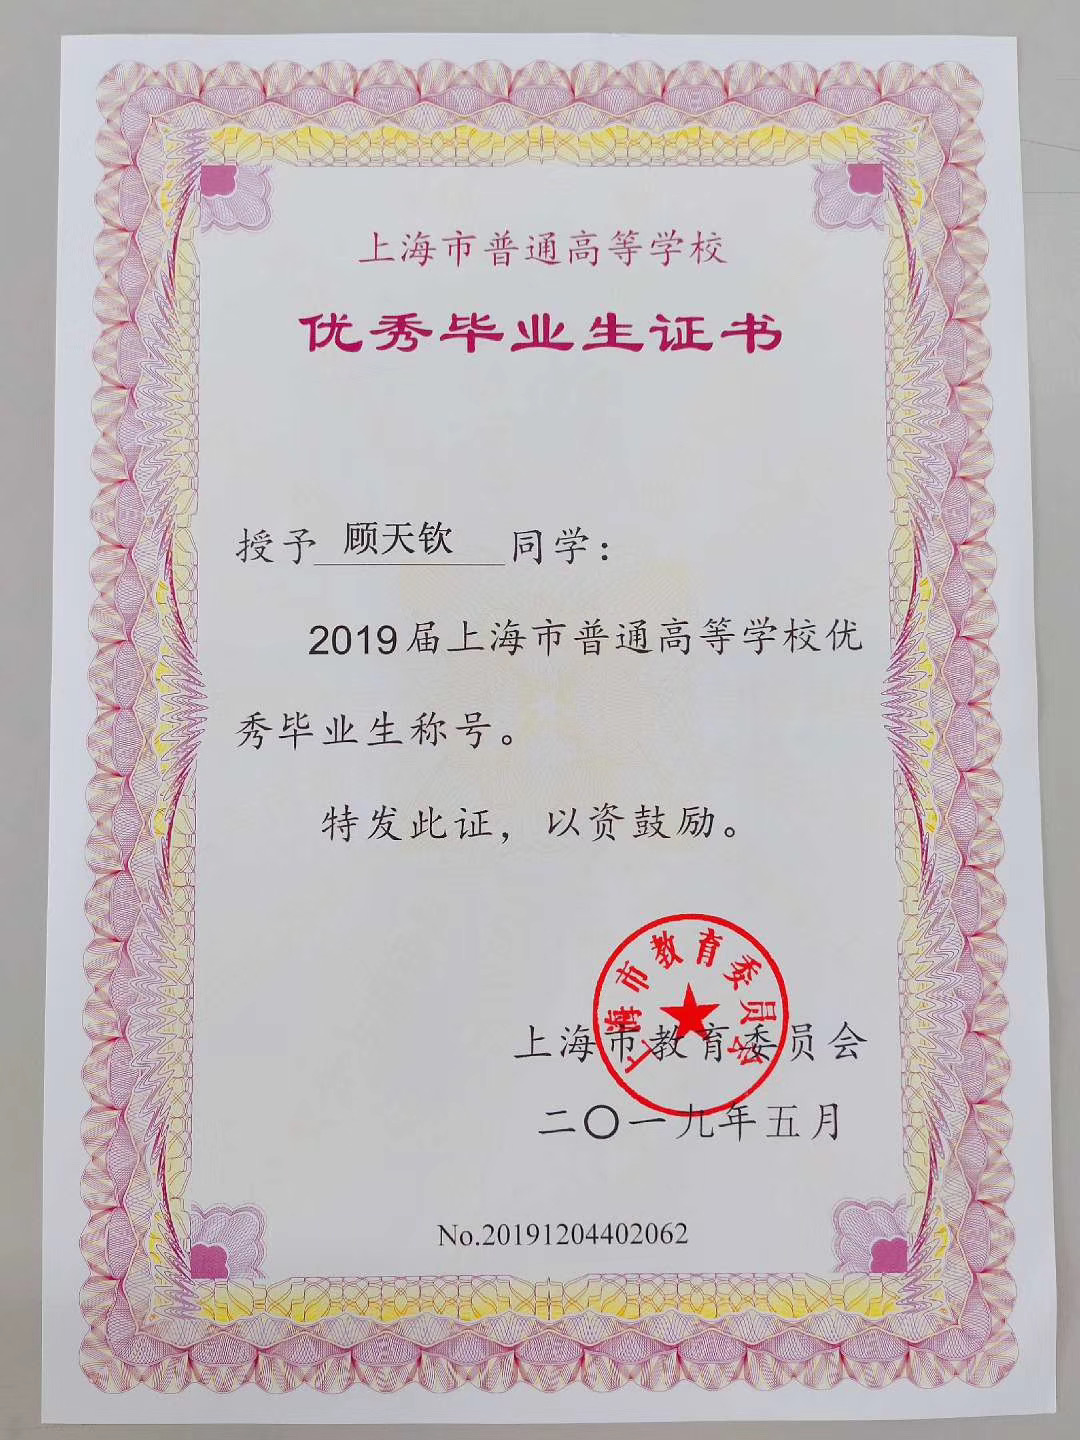 上海市普通高等学校
优秀毕业生证书
授予 顾天钦 同学：
2019届上海市普通高等学校优
秀毕业生称号。
特发此证，以资鼓励。
上海市教育委员会
上海市教育委员会
二〇一九年五月
No.20191204402062